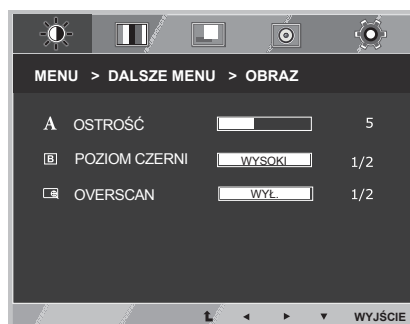 MENU > DALSZE MENU > OBRAZ
A OSTROŚĆ 5
B POZIOM CZERNI WYSOKI 1/2
OVERSCAN WYŁ. 1/2
WYJŚCIE